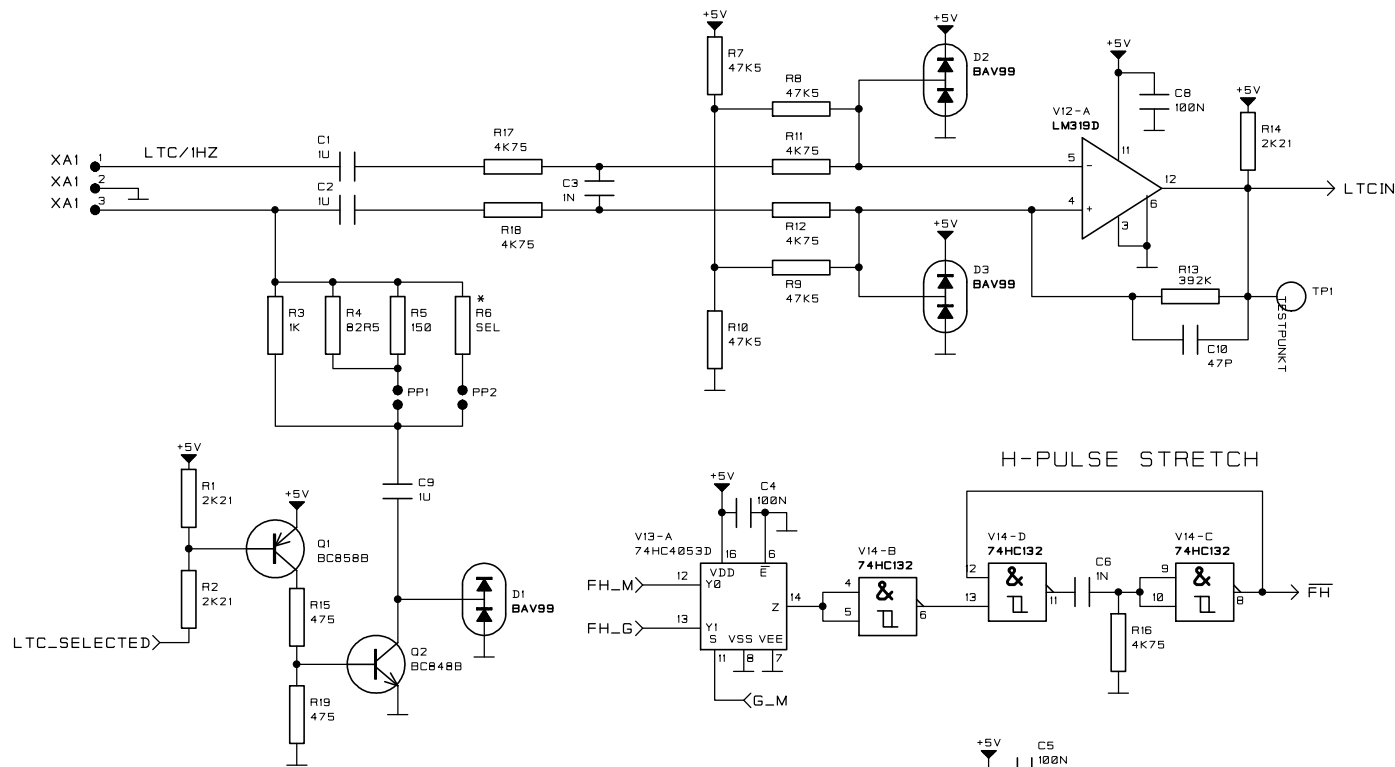 +5V
R7
47K5
R8
47K5
+5V
D2
BAV99
+5V
C8
100N
V12-A
LM319D
+5V
R14
2K21
XA1 1
LTC/1HZ
C1
1U
R17
4K75
R11
4K75
5
-
11
12
LTCIN
XA1 2
C2
1U
C3
1N
XA1 3
R18
4K75
R12
4K75
4
+
3
6
+5V
D3
BAV99
R9
47K5
R13
392K
TP1
TESTPUNKT
C10
47P
R3
1K
R4
82R5
R5
150
*
R6
SEL
R10
47K5
PP1
PP2
+5V
R1
2K21
+5V
C9
1U
Q1
BC858B
R2
2K21
R15
475
D1
BAV99
LTC_SELECTED
Q2
BC848B
R19
475
H-PULSE STRETCH
+5V
C4
100N
V13-A
74HC4053D
16
6
VDD
E
FH_M
12
Y0
Z
14
FH_G
13
Y1
S
VSS
VEE
11
8
7
G_M
V14-B
74HC132
4
5
&
6
V14-D
74HC132
12
13
&
11
C6
1N
R16
4K75
V14-C
74HC132
9
10
&
8
FH
+5V
C5
100N